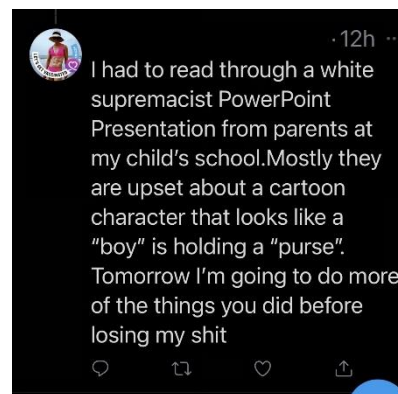 · 12h
I had to read through a white
supremacist PowerPoint
Presentation from parents at
my child's school.Mostly they
are upset about a cartoon
character that looks like a
"boy" is holding a "purse".
Tomorrow I'm going to do more
of the things you did before
losing my shit